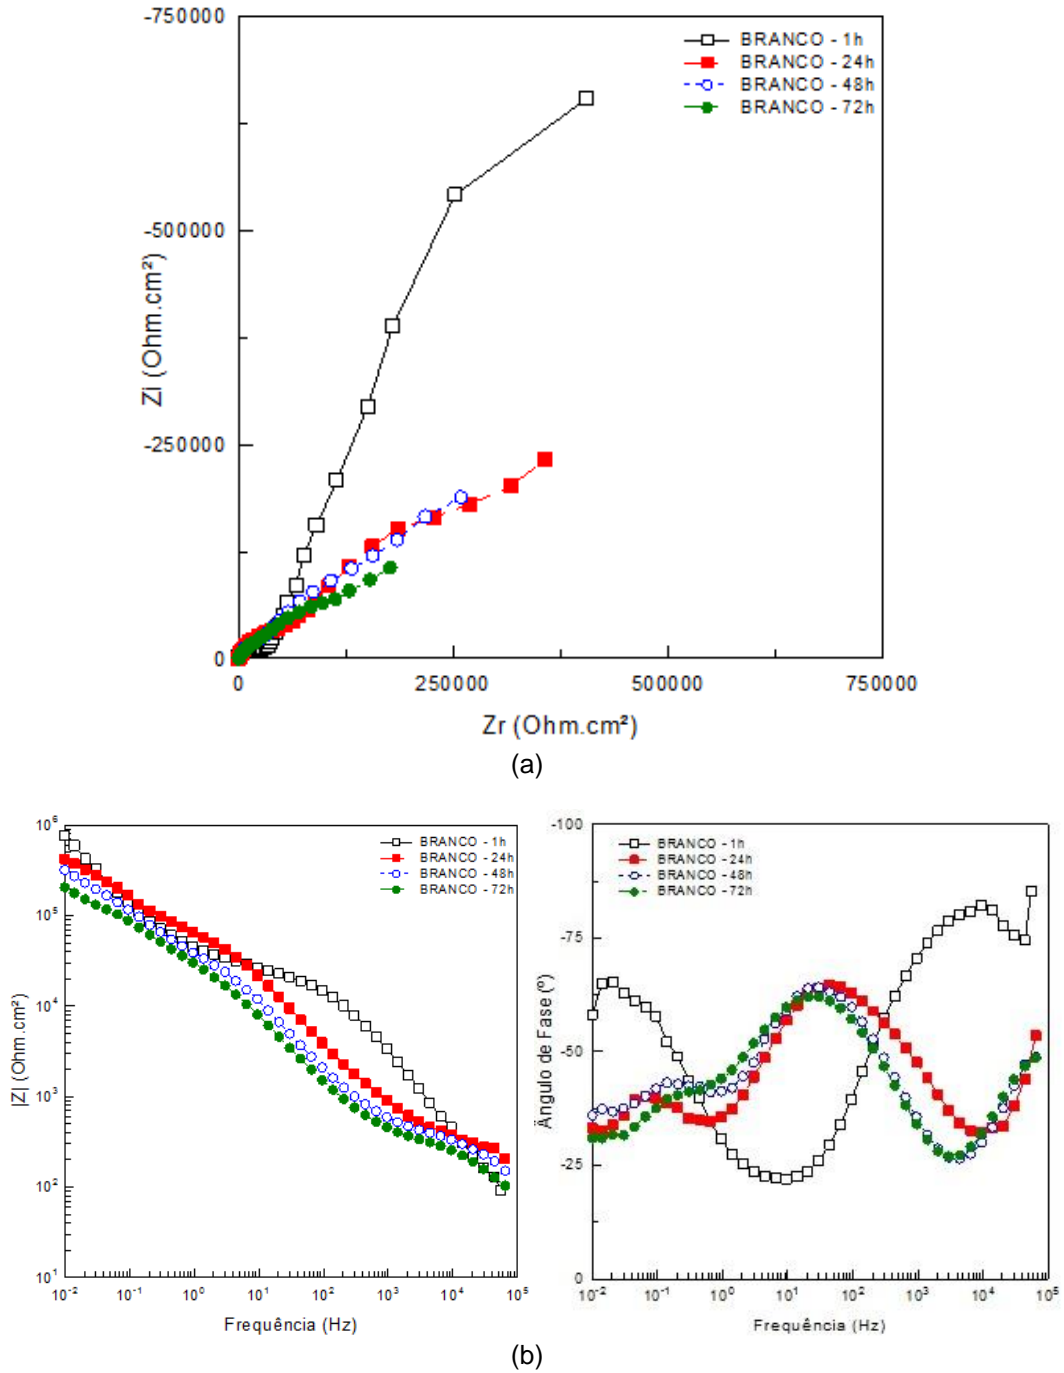 -750000
BRANCO - 1h
BRANCO - 24h
BRANCO - 48h
BRANCO - 72h
-500000
Zi (Ohm.cm²)
-250000
0
0 250000 500000 750000
Zr (Ohm.cm²)
(a)
10⁶
BRANCO - 1h
BRANCO - 24h
BRANCO - 48h
BRANCO - 72h
10⁵
10⁴
|Z| (Ohm.cm²)
10³
10²
10¹
10⁻² 10⁻¹ 10⁰ 10¹ 10² 10³ 10⁴ 10⁵
Frequência (Hz)
-100
BRANCO - 1h
BRANCO - 24h
BRANCO - 48h
BRANCO - 72h
-75
Ângulo de Fase (º)
-50
-25
0
10⁻² 10⁻¹ 10⁰ 10¹ 10² 10³ 10⁴ 10⁵
Frequência (Hz)
(b)